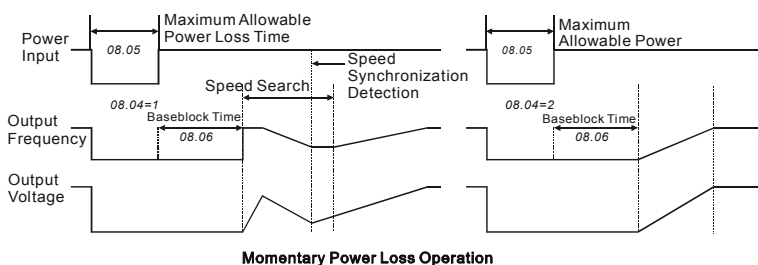 Maximum Allowable
Power Loss Time
Power
Input
08.05
Speed
Synchronization
Detection
Speed Search
08.04=1
Baseblock Time
08.06
Output
Frequency
Output
Voltage
08.05
Maximum
Allowable Power
08.04=2
Baseblock Time
08.06
Momentary Power Loss Operation